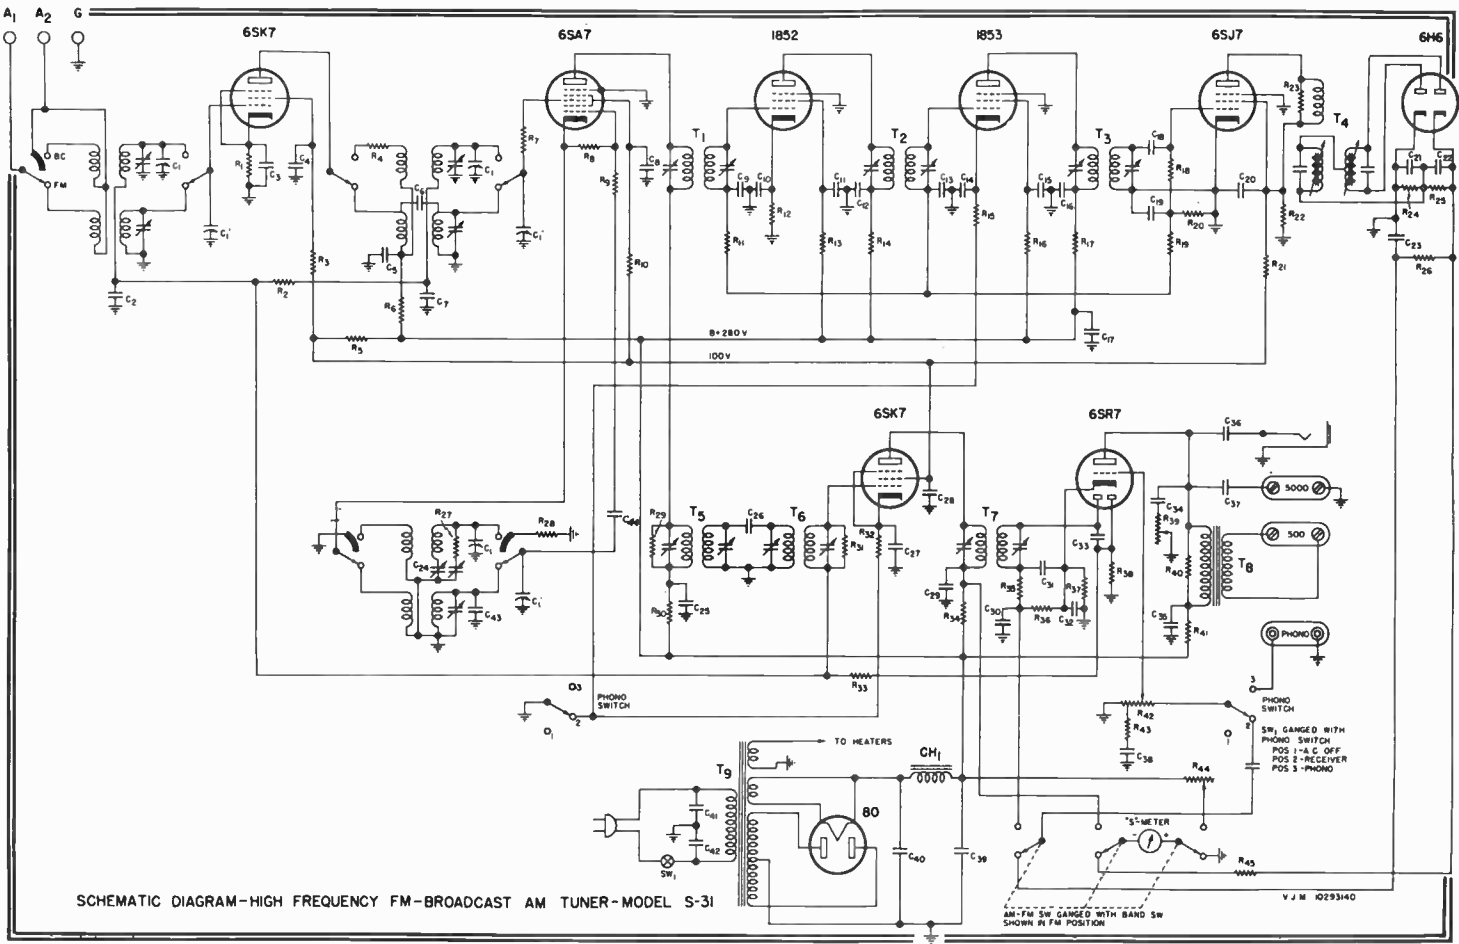 A1 A2 G
6SK7 6SA7 1852 1853 6SJ7 6H6
BC
FM
C1 R1 C3 C4 R4 C1 R7 R8 R9 C8 T1 T2 T3 C18 R18 R23 T4 C21 C22
C1 C6 C1 C9 C10 C11 C12 C13 C14 C15 C16 C19 R20 C20 R22 R24 R25
R12 R15
C2 R2 R3 C5 R6 C7 R10 R11 R13 R14 R16 R17 R19 R21 C23 R26
R5 B+280V C17
100V
6SK7 6SR7
C36
5000
C37
C28
R27 R28 C44 R29 T5 C26 T6 R31 R32 C27 T7 C33 R38 C34 R39 500
C24 C1 R40 T8
C1 C43 R30 C25 C29 R34 R35 C31 R37 C30 R36 C32 C35 R41
PHONO
R33
3
PHONO
SWITCH
2
1
R42
R43
C38
3
PHONO
SWITCH
2
1
SW1 GANGED WITH
PHONO SWITCH
POS 1-A C OFF
POS 2-RECEIVER
POS 3-PHONO
TO HEATERS
T9 CH1 R44
80
C41
C42
SW1
C40 C39
"S"-METER
- +
R45
SCHEMATIC DIAGRAM-HIGH FREQUENCY FM-BROADCAST AM TUNER-MODEL S-31
V J M 10293140
AM-FM SW GANGED WITH BAND SW
SHOWN IN FM POSITION